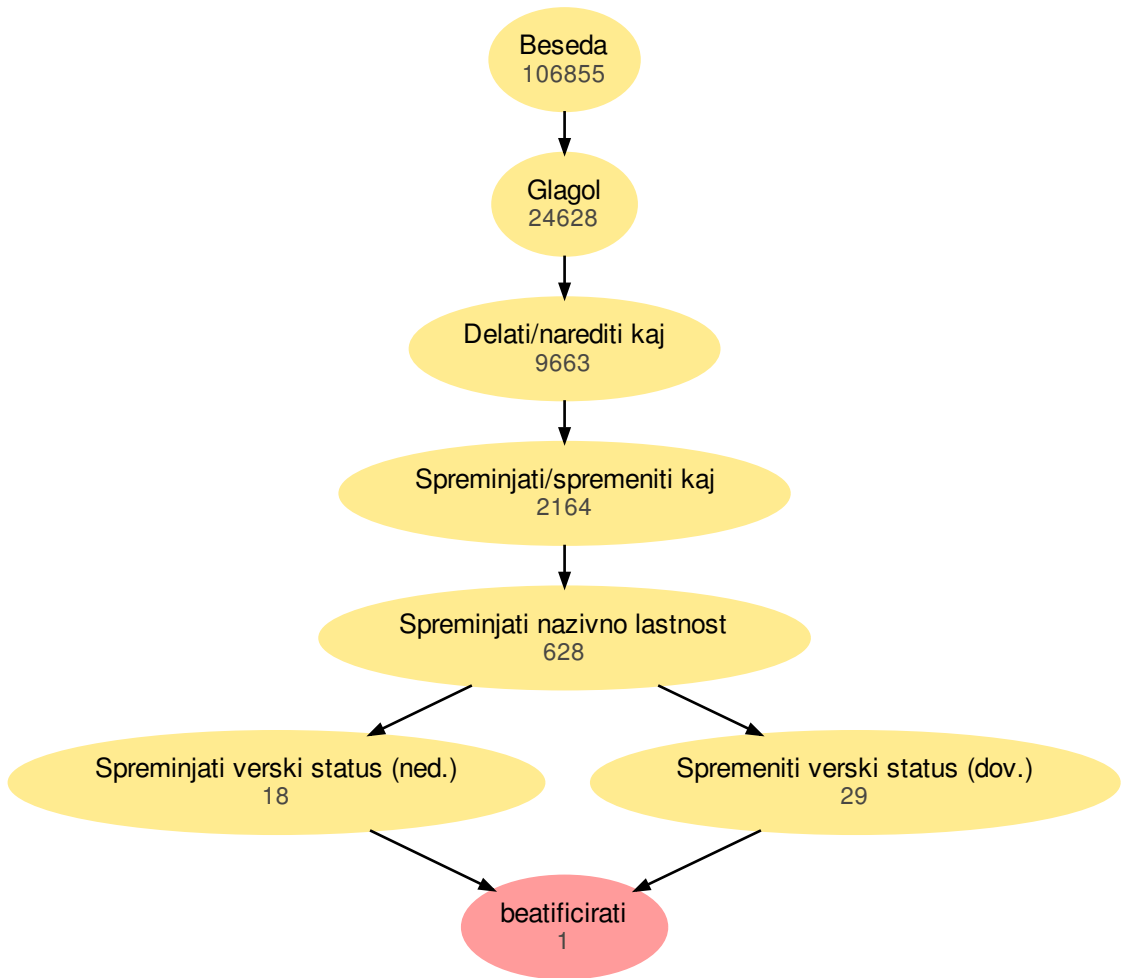 Beseda
106855
Glagol
24628
Delati/narediti kaj
9663
Spreminjati/spremeniti kaj
2164
Spreminjati nazivno lastnost
628
Spreminjati verski status (ned.)
18
Spremeniti verski status (dov.)
29
beatificirati
1